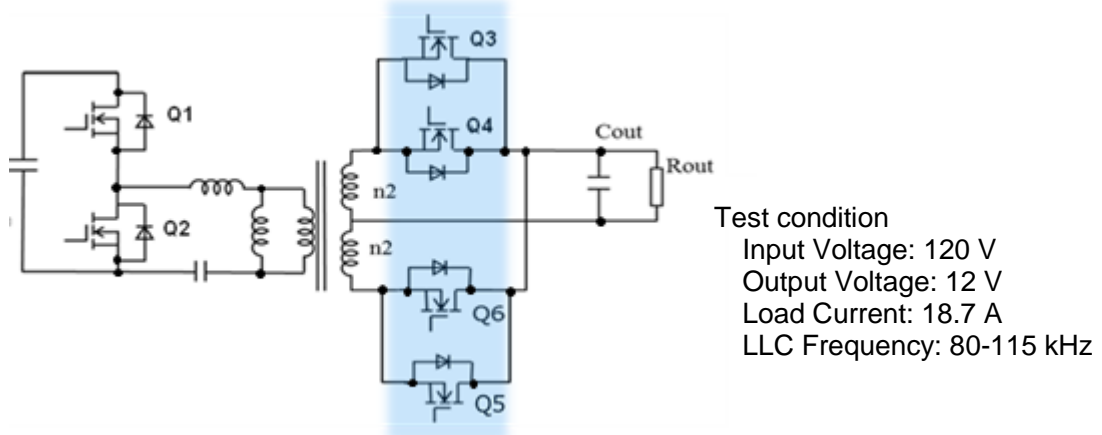 Q3
Q1
Q4
Cout
Rout
n2
Q2
n2
Q6
Q5
Test condition
Input Voltage: 120 V
Output Voltage: 12 V
Load Current: 18.7 A
LLC Frequency: 80-115 kHz